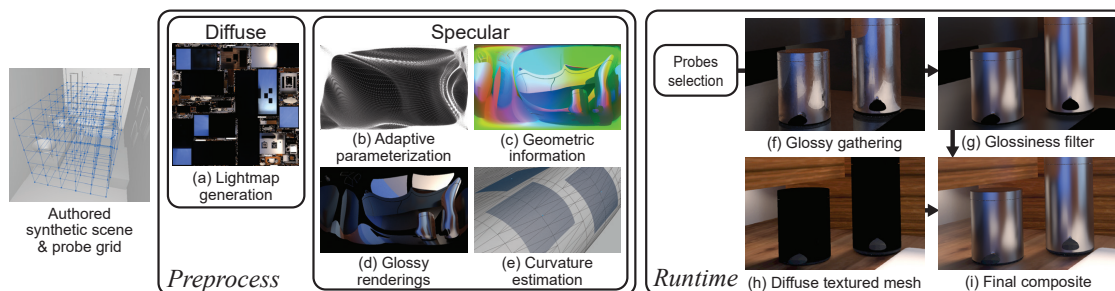 Authored
synthetic scene
& probe grid
Diffuse
(a) Lightmap
generation
Specular
(b) Adaptive
parameterization
(c) Geometric
information
(d) Glossy
renderings
(e) Curvature
estimation
Preprocess
Probes
selection
(f) Glossy gathering
(g) Glossiness filter
(h) Diffuse textured mesh
(i) Final composite
Runtime